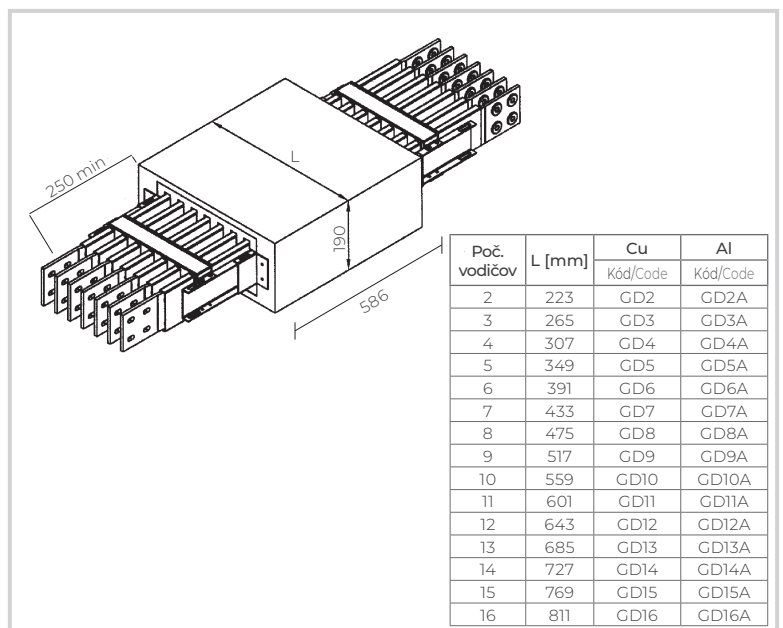 250 min
L
190
586
Poč. vodičov L [mm] Cu Al
Kód/Code Kód/Code
2 223 GD2 GD2A
3 265 GD3 GD3A
4 307 GD4 GD4A
5 349 GD5 GD5A
6 391 GD6 GD6A
7 433 GD7 GD7A
8 475 GD8 GD8A
9 517 GD9 GD9A
10 559 GD10 GD10A
11 601 GD11 GD11A
12 643 GD12 GD12A
13 685 GD13 GD13A
14 727 GD14 GD14A
15 769 GD15 GD15A
16 811 GD16 GD16A